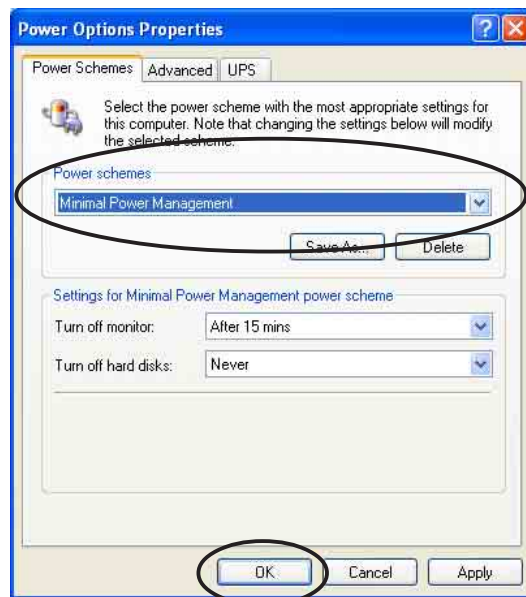 Power Options Properties
Power Schemes Advanced UPS
Select the power scheme with the most appropriate settings for
this computer. Note that changing the settings below will modify
the selected scheme.
Power schemes
Minimal Power Management
Save As... Delete
Settings for Minimal Power Management power scheme
Turn off monitor: After 15 mins
Turn off hard disks: Never
OK Cancel Apply